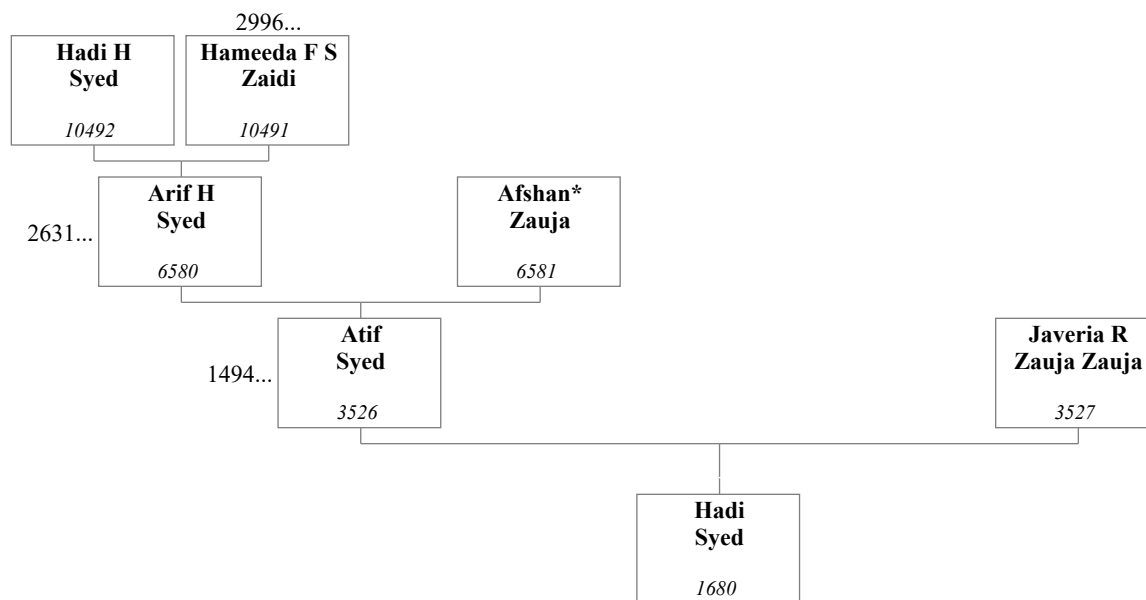 2996...
Hadi H
Syed
10492
Hameeda F S
Zaidi
10491
2631...
Arif H
Syed
6580
Afshan*
Zauja
6581
1494...
Atif
Syed
3526
Javeria R
Zauja Zauja
3527
Hadi
Syed
1680